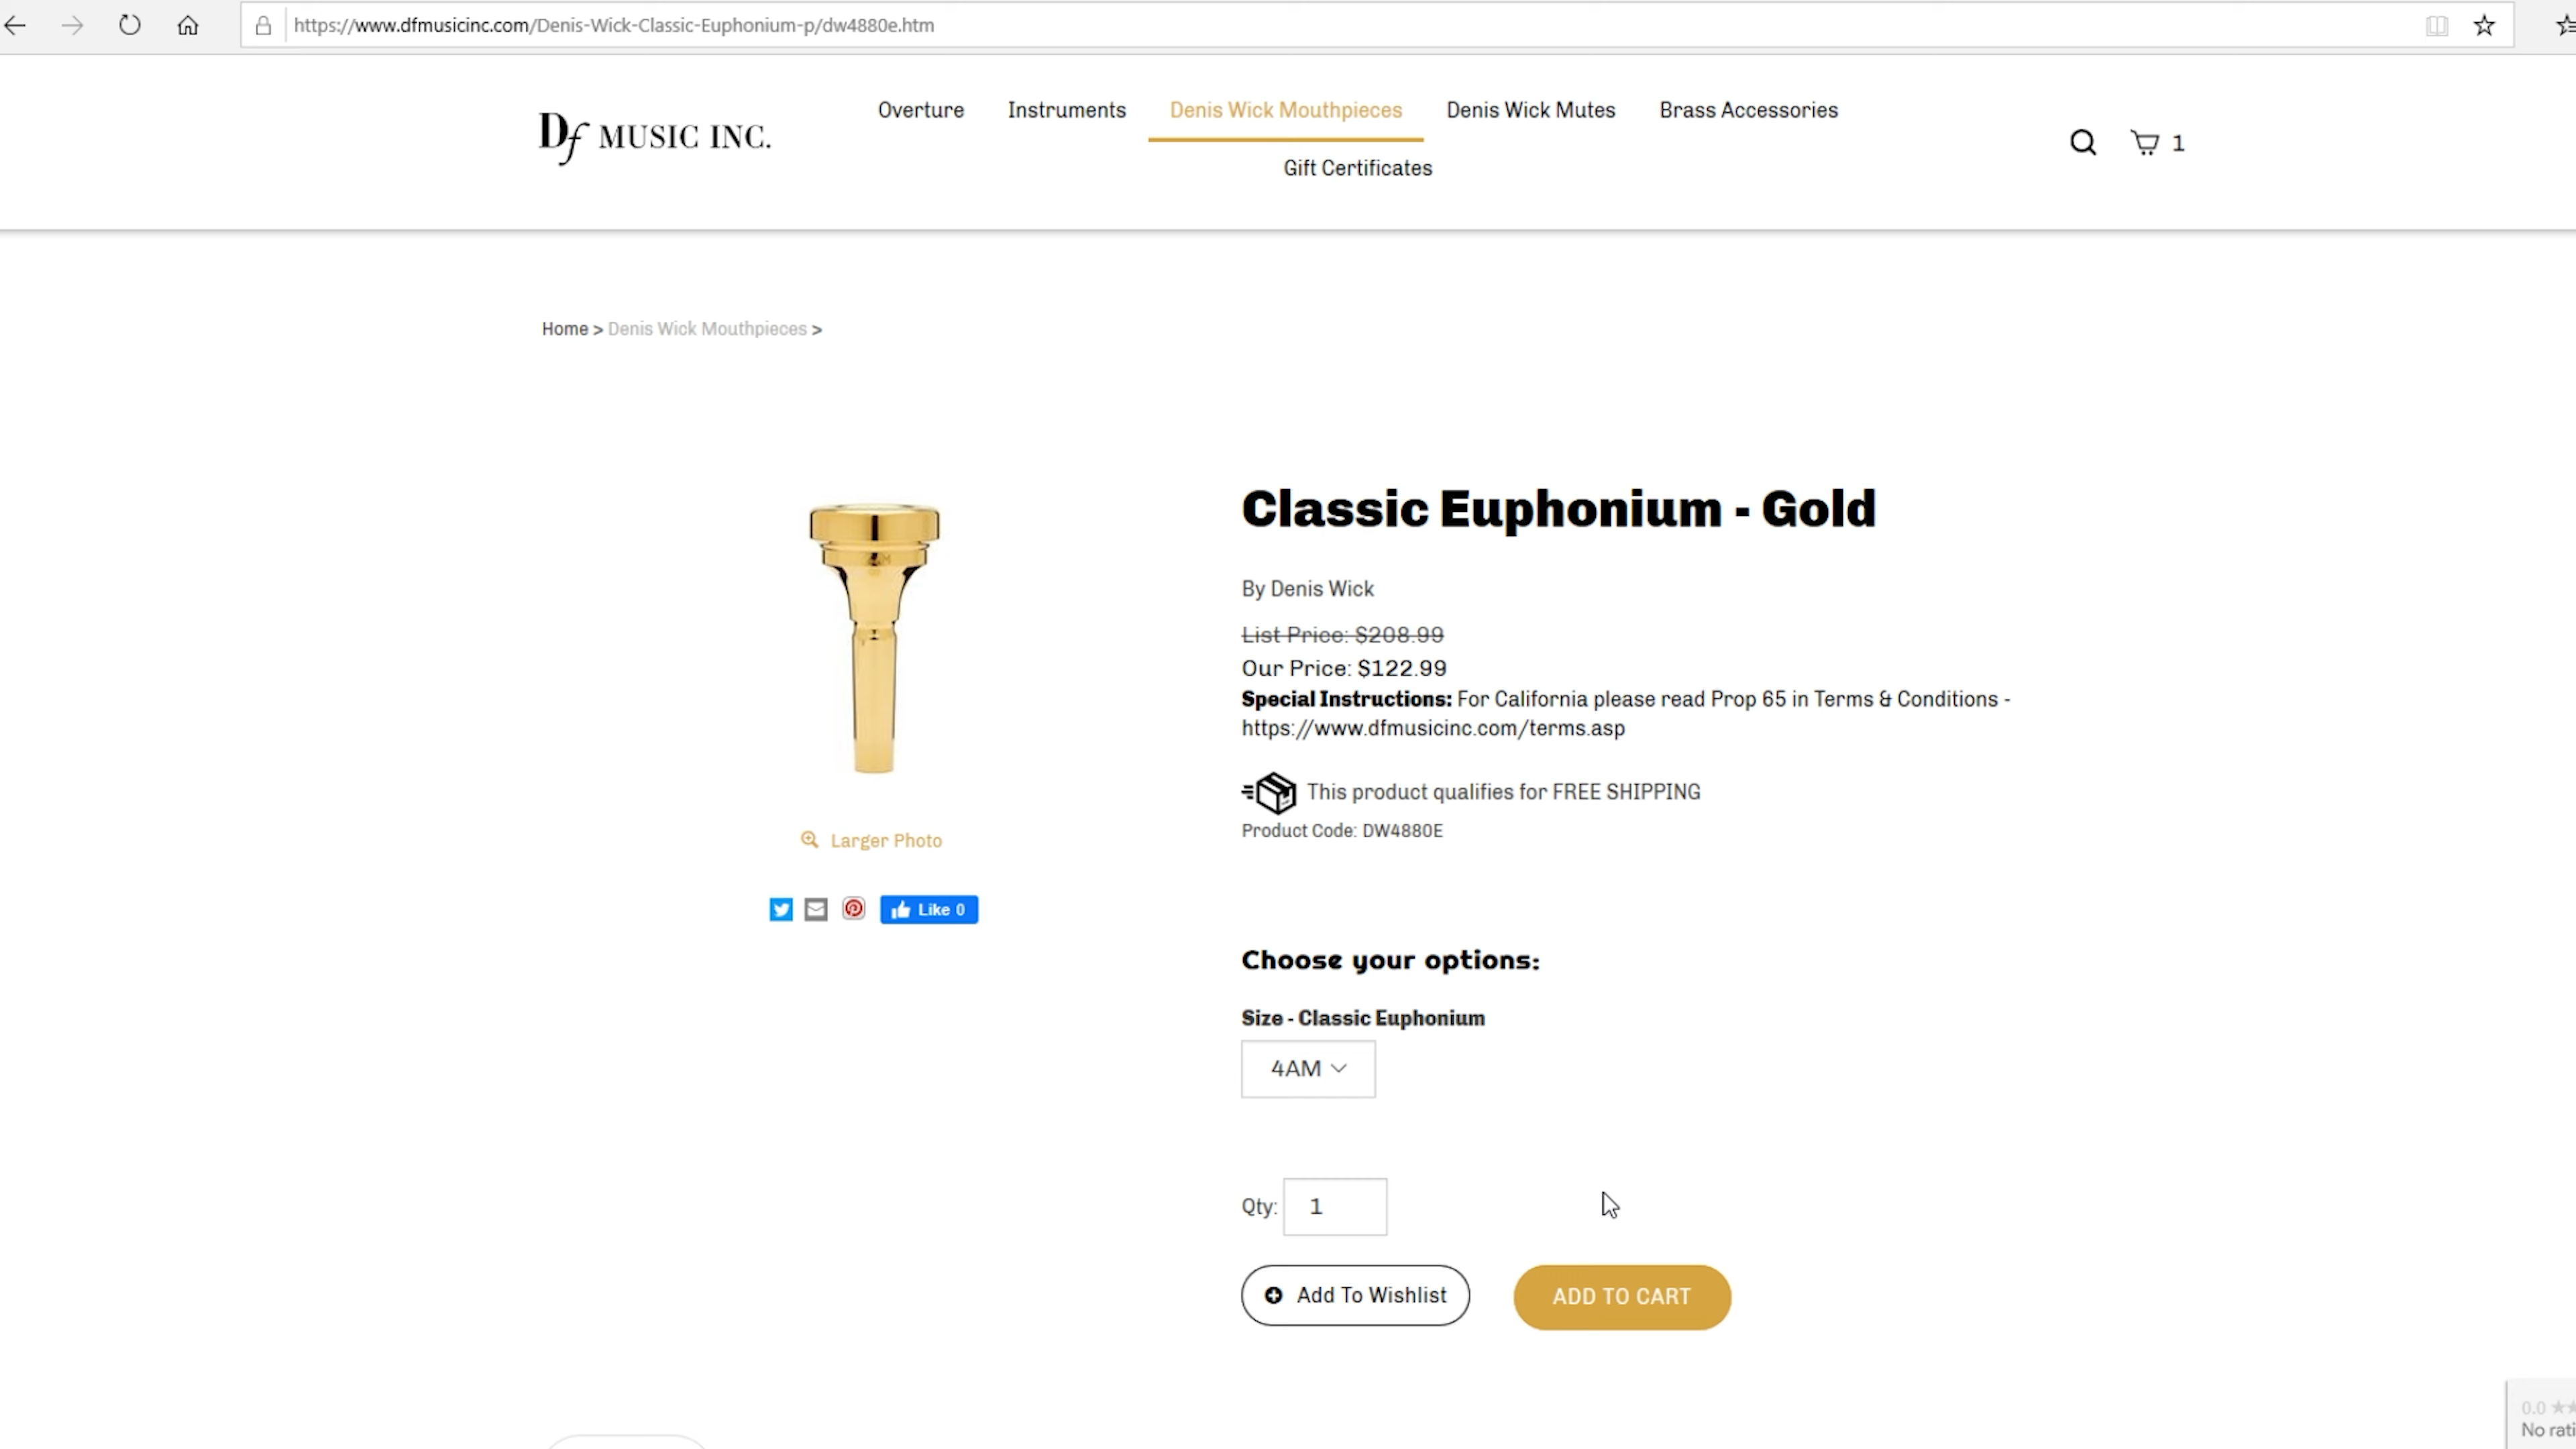 https://www.dfmusicinc.com/Denis-Wick-Classic-Euphonium-p/dw4880e.htm
Df MUSIC INC.
Overture Instruments Denis Wick Mouthpieces Denis Wick Mutes Brass Accessories
Gift Certificates
1
Home > Denis Wick Mouthpieces >
Classic Euphonium - Gold
By Denis Wick
List Price: $208.99
Our Price: $122.99
Special Instructions: For California please read Prop 65 in Terms & Conditions -
https://www.dfmusicinc.com/terms.asp
This product qualifies for FREE SHIPPING
Product Code: DW4880E
Larger Photo
Like 0
Choose your options:
Size - Classic Euphonium
4AM
Qty: 1
Add To Wishlist
ADD TO CART
0.0
No rati